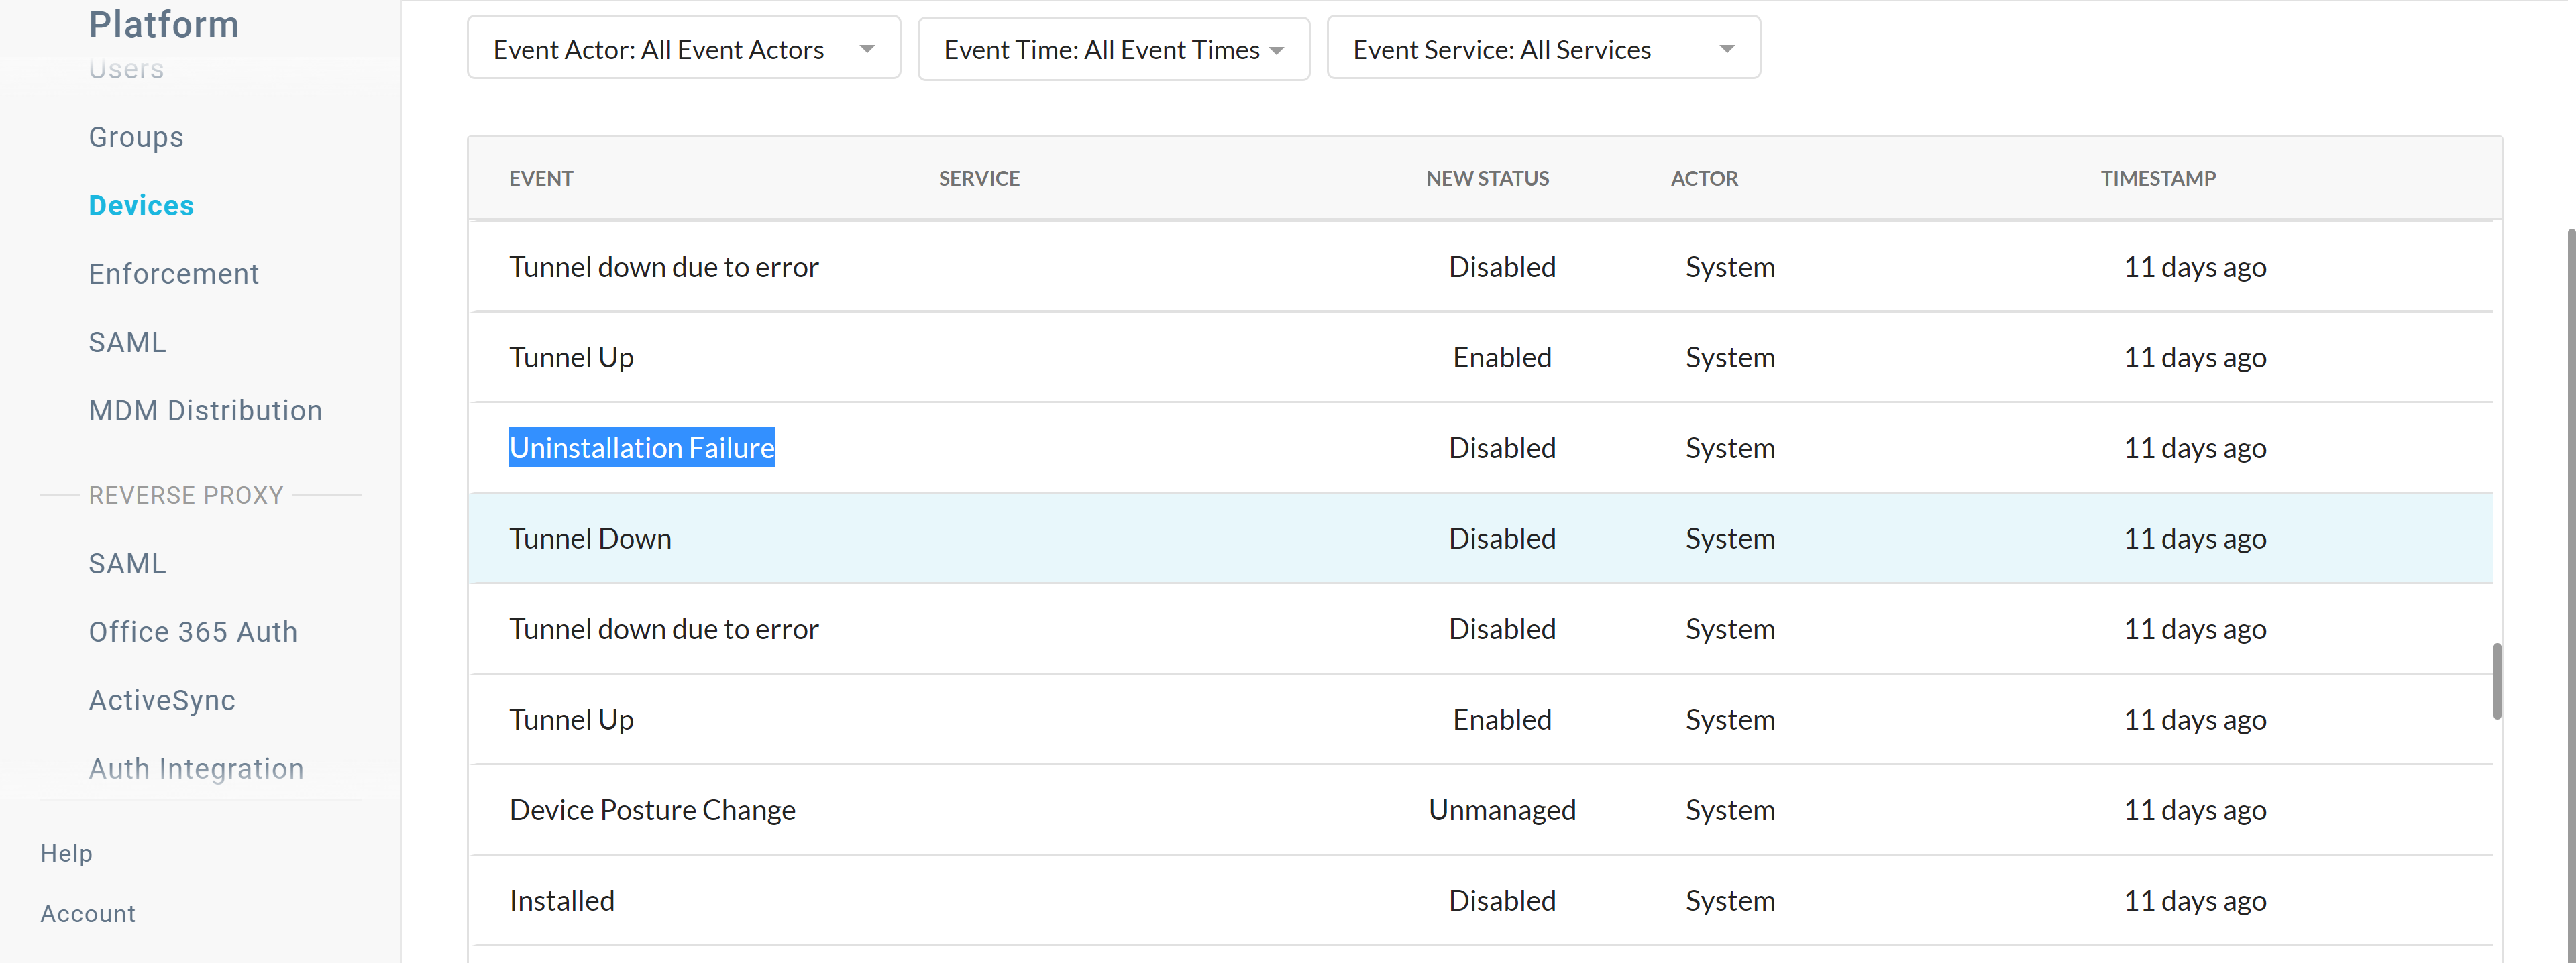 Platform
Users
Groups
Devices
Enforcement
SAML
MDM Distribution
REVERSE PROXY
SAML
Office 365 Auth
ActiveSync
Auth Integration
Help
Account
Event Actor: All Event Actors Event Time: All Event Times Event Service: All Services
EVENT SERVICE NEW STATUS ACTOR TIMESTAMP
Tunnel down due to error Disabled System 11 days ago
Tunnel Up Enabled System 11 days ago
Uninstallation Failure Disabled System 11 days ago
Tunnel Down Disabled System 11 days ago
Tunnel down due to error Disabled System 11 days ago
Tunnel Up Enabled System 11 days ago
Device Posture Change Unmanaged System 11 days ago
Installed Disabled System 11 days ago